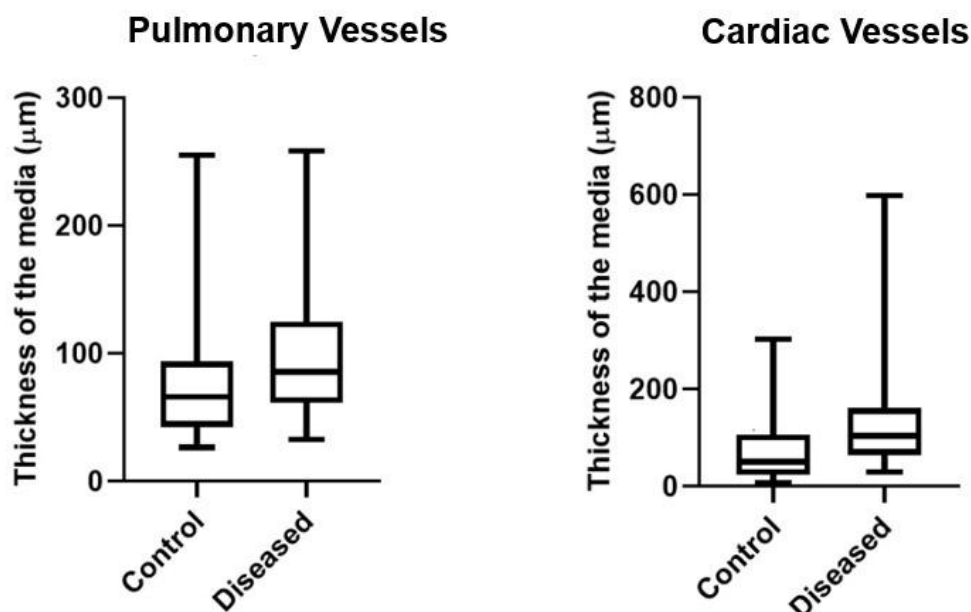 Pulmonary Vessels
Thickness of the media (μm)
300
200
100
0
Control
Diseased
Cardiac Vessels
Thickness of the media (μm)
800
600
400
200
0
Control
Diseased